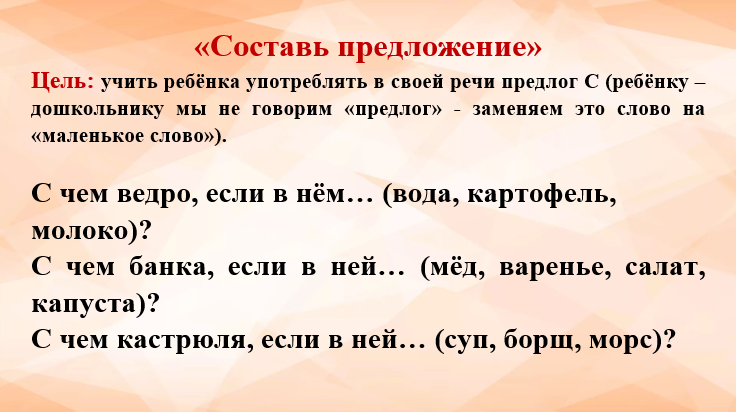 «Составь предложение»
Цель: учить ребёнка употреблять в своей речи предлог С (ребёнку –
дошкольнику мы не говорим «предлог» - заменяем это слово на
«маленькое слово»).
С чем ведро, если в нём… (вода, картофель,
молоко)?
С чем банка, если в ней… (мёд, варенье, салат,
капуста)?
С чем кастрюля, если в ней… (суп, борщ, морс)?